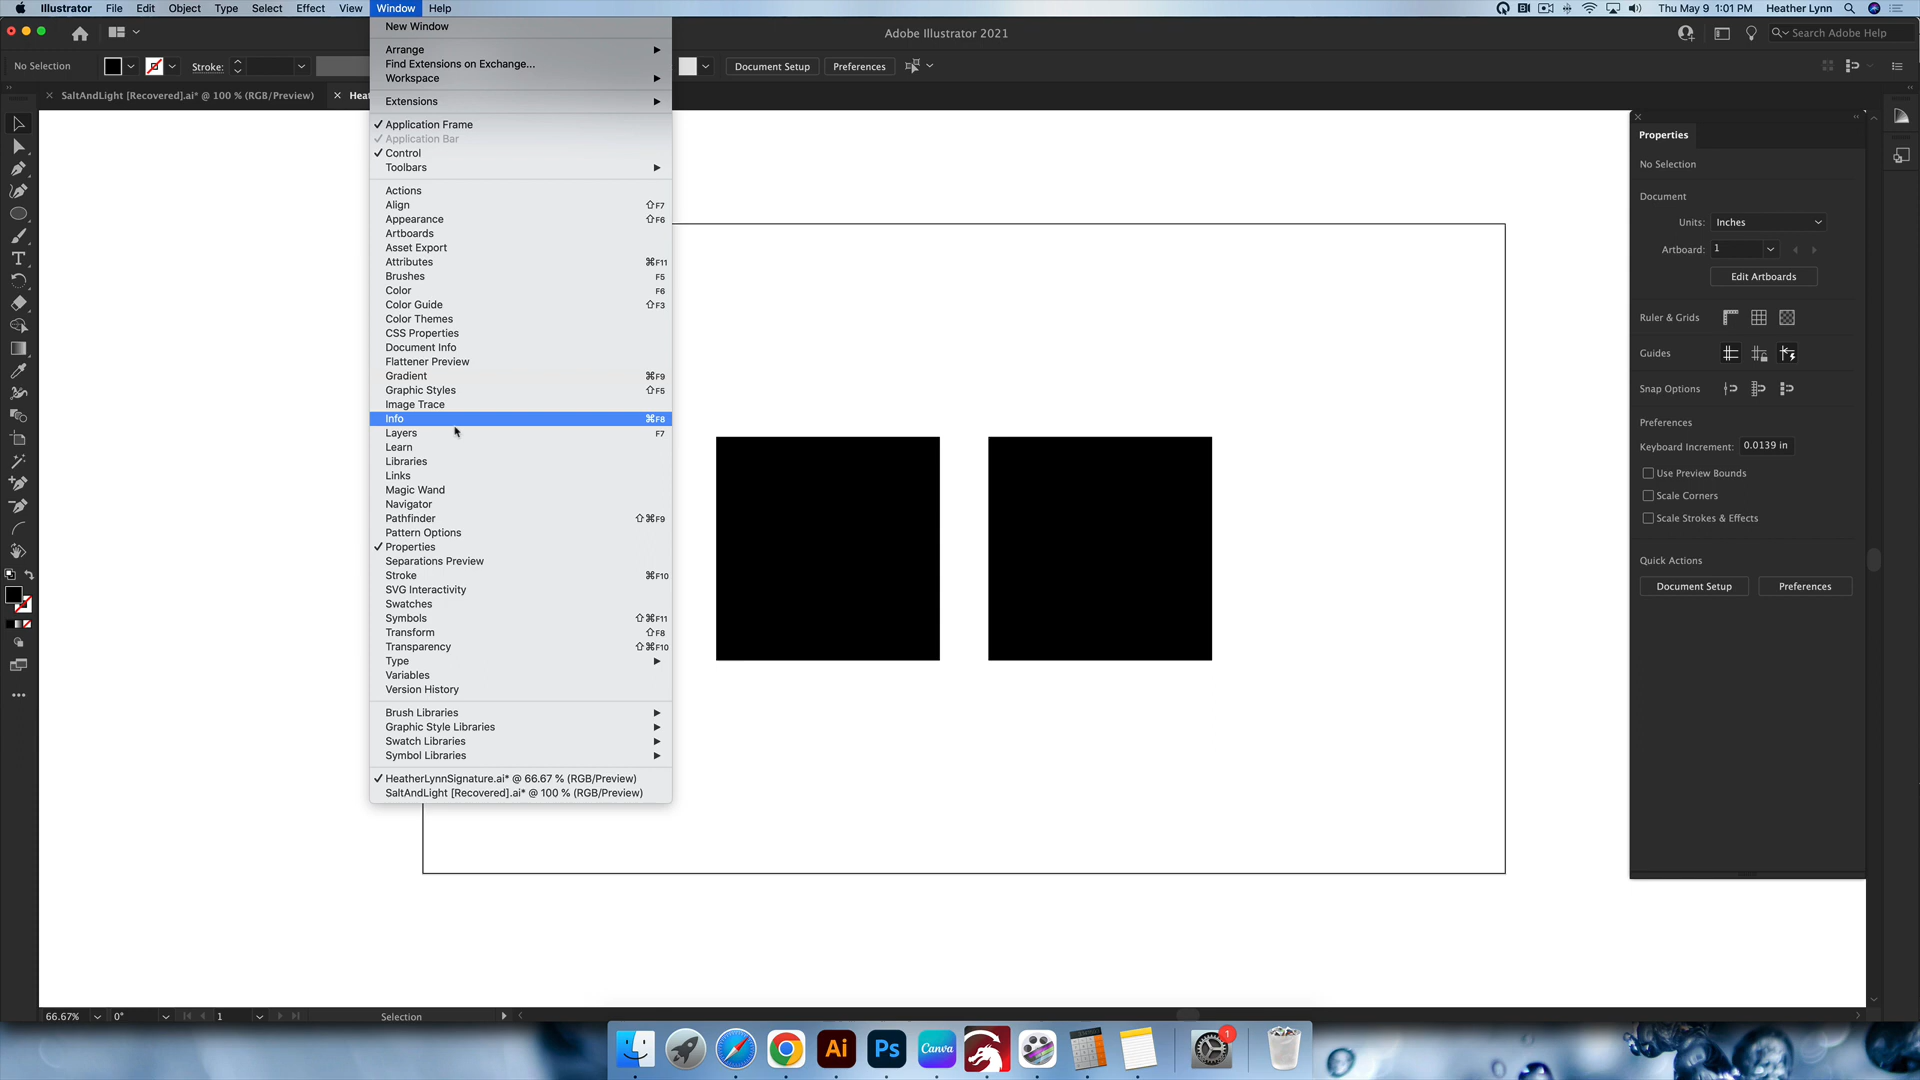 Illustrator File Edit Object Type Select Effect View Window Help
Thu May 9 1:01 PM Heather Lynn
Adobe Illustrator 2021
Search Adobe Help
No Selection
Stroke:
Document Setup
Preferences
SaltAndLight [Recovered].ai* @ 100 % (RGB/Preview)
Hea
New Window
Arrange
Find Extensions on Exchange...
Workspace
Extensions
Application Frame
Application Bar
Control
Toolbars
Actions
Align ⇧F7
Appearance ⇧F6
Artboards
Asset Export
Attributes ⌘F11
Brushes F5
Color F6
Color Guide ⇧F3
Color Themes
CSS Properties
Document Info
Flattener Preview
Gradient ⌘F9
Graphic Styles ⇧F5
Image Trace
Info ⌘F8
Layers F7
Learn
Libraries
Links
Magic Wand
Navigator
Pathfinder ⇧⌘F9
Pattern Options
Properties
Separations Preview
Stroke ⌘F10
SVG Interactivity
Swatches
Symbols ⇧⌘F11
Transform ⇧F8
Transparency ⇧⌘F10
Type
Variables
Version History
Brush Libraries
Graphic Style Libraries
Swatch Libraries
Symbol Libraries
HeatherLynnSignature.ai* @ 66.67 % (RGB/Preview)
SaltAndLight [Recovered].ai* @ 100 % (RGB/Preview)
Properties
No Selection
Document
Units: Inches
Artboard: 1
Edit Artboards
Ruler & Grids
Guides
Snap Options
Preferences
Keyboard Increment: 0.0139 in
Use Preview Bounds
Scale Corners
Scale Strokes & Effects
Quick Actions
Document Setup
Preferences
66.67% 0° 1 Selection
Ai Ps Canva 1